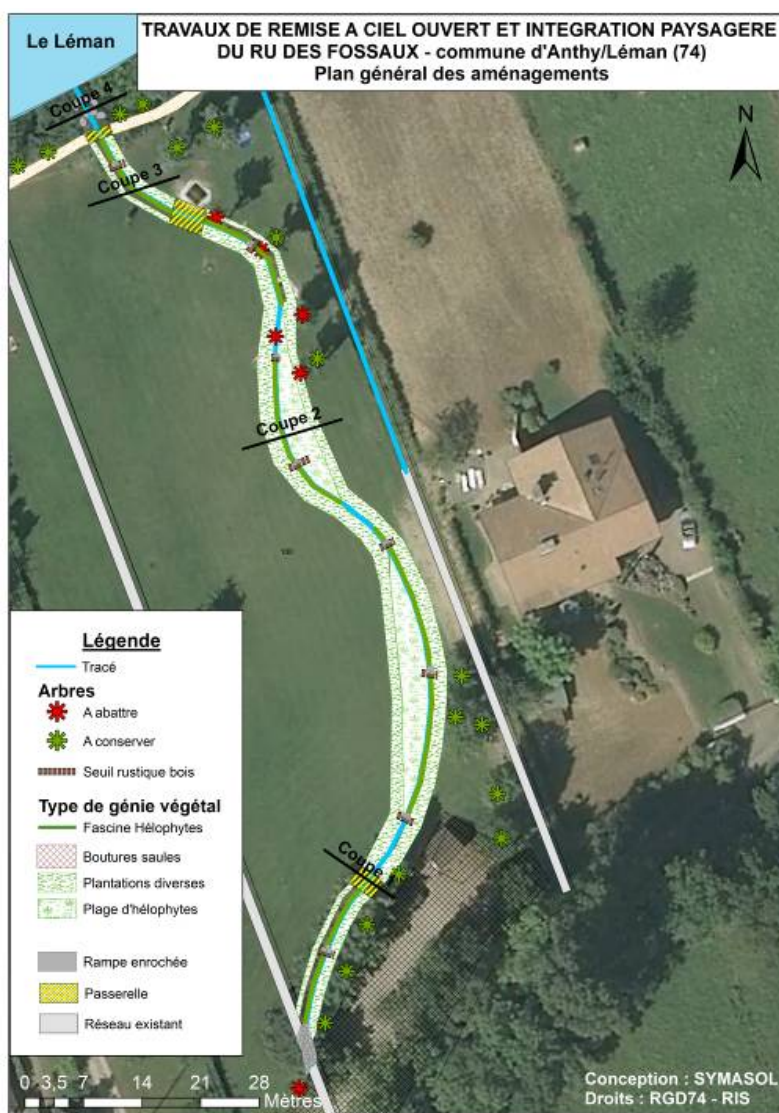 Le Léman
TRAVAUX DE REMISE A CIEL OUVERT ET INTEGRATION PAYSAGERE
DU RU DES FOSSAUX - commune d'Anthy/Léman (74)
Plan général des aménagements
Coupe 4
N
Coupe 3
Coupe 2
Coupe
Légende
Tracé
Arbres
A abattre
A conserver
Seuil rustique bois
Type de génie végétal
Fascine Hélophytes
Boutures saules
Plantations diverses
Plage d'hélophytes
Rampe enrochée
Passerelle
Réseau existant
0 3,5 7 14 21 28
Mètres
Conception : SYMASOL
Droits : RGD74 - RIS